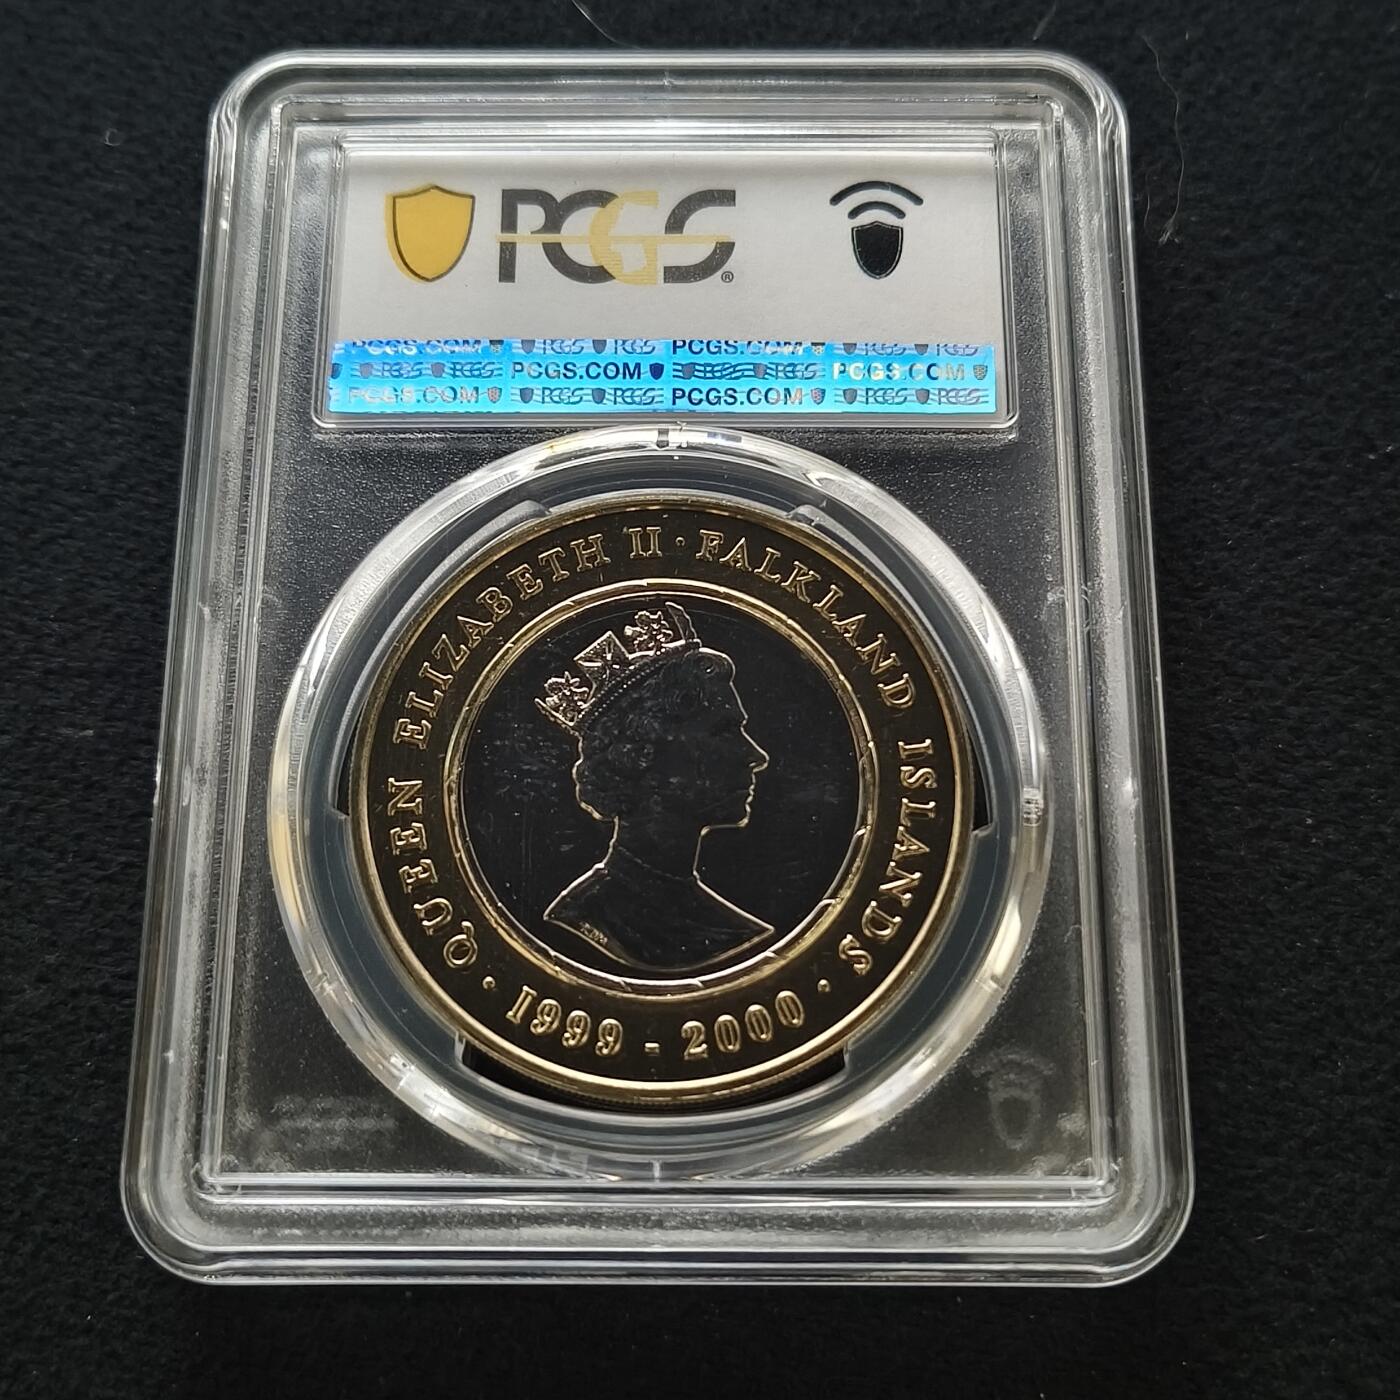 PCGS®
PCGS.COM PCGS PCGS PCGS.COM PCGS PCGS
PCGS PCGS PCGS.COM PCGS PCGS PCGS.COM
PCGS.COM PCGS PCGS PCGS.COM PCGS PCGS
QUEEN ELIZABETH II · FALKLAND ISLANDS ·
1999 - 2000 ·